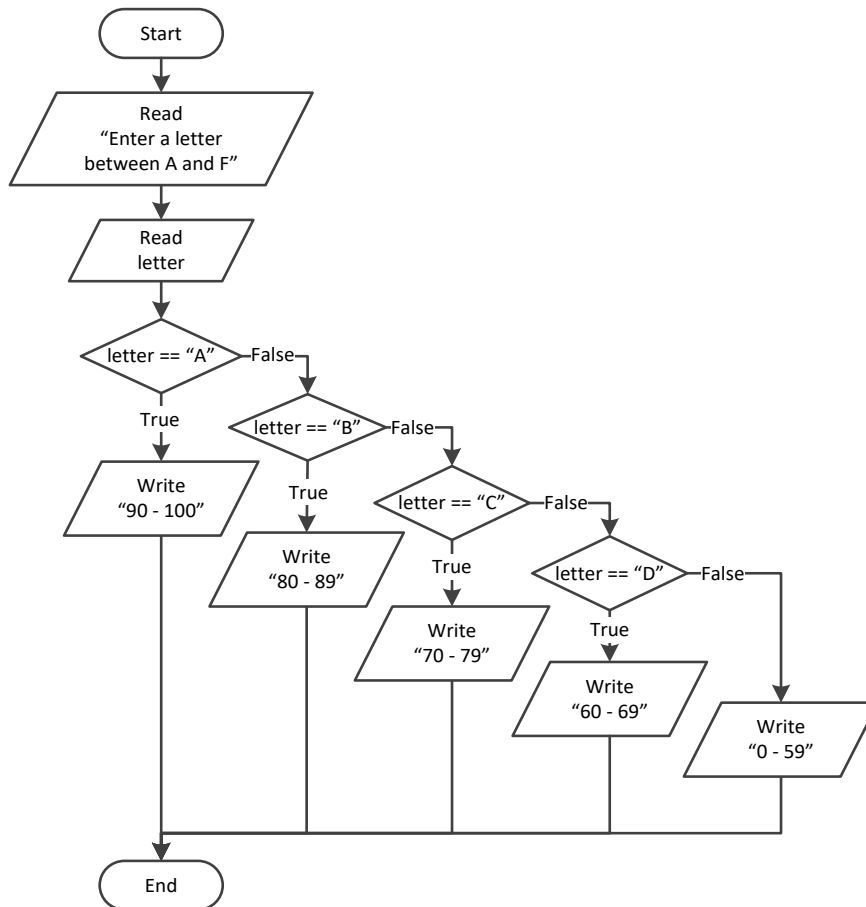 Start
Read
“Enter a letter
between A and F”
Read
letter
letter == “A”
False
True
letter == “B”
False
Write
“90 - 100”
True
letter == “C”
False
Write
“80 - 89”
True
letter == “D”
False
Write
“70 - 79”
True
Write
“60 - 69”
Write
“0 - 59”
End